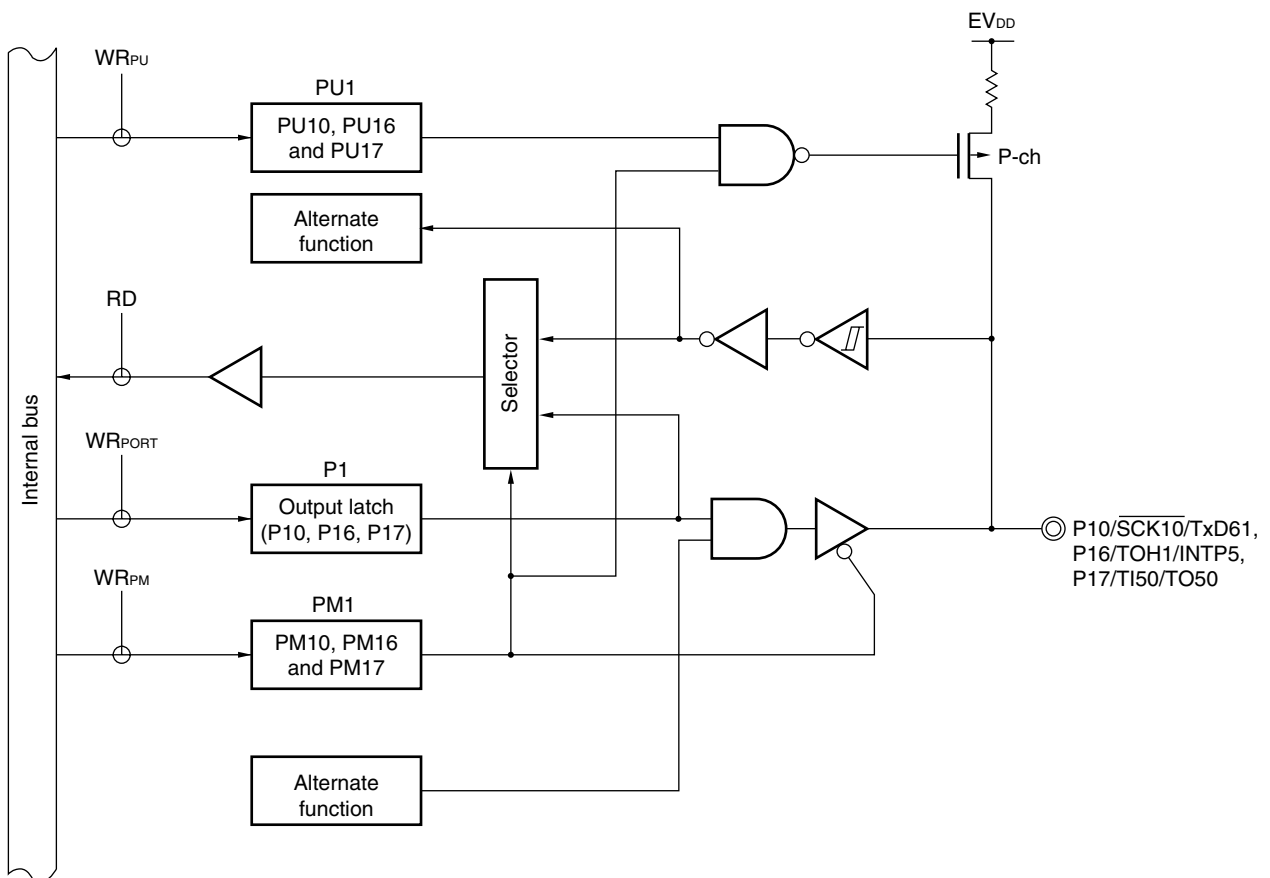 EVDD
WRPU
PU1
PU10, PU16
and PU17
P-ch
Alternate
function
RD
Selector
Internal bus
WRPORT
P1
Output latch
(P10, P16, P17)
P10/SCK10/TxD61,
P16/TOH1/INTP5,
P17/TI50/TO50
WRPM
PM1
PM10, PM16
and PM17
Alternate
function